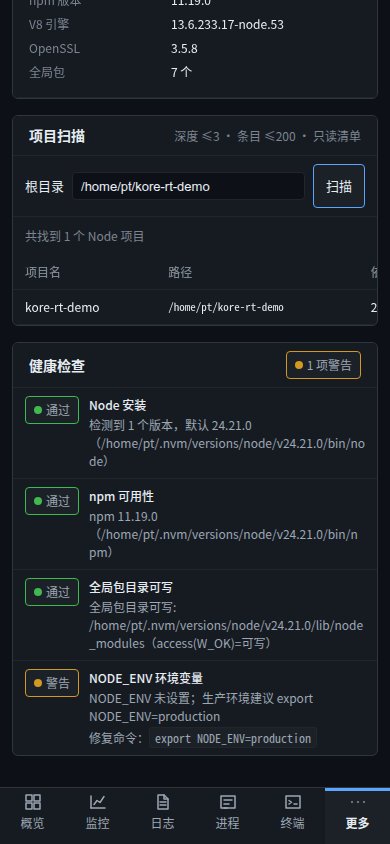 npm 版本 11.19.0
V8 引擎 13.6.233.17-node.53
OpenSSL 3.5.8
全局包 7 个
项目扫描 深度 ≤3 · 条目 ≤200 · 只读清单
根目录 /home/pt/kore-rt-demo 扫描
共找到 1 个 Node 项目
项目名 路径
kore-rt-demo /home/pt/kore-rt-demo 2
健康检查 1 项警告
通过 Node 安装
检测到 1 个版本，默认 24.21.0
（/home/pt/.nvm/versions/node/v24.21.0/bin/no
de）
通过 npm 可用性
npm 11.19.0
（/home/pt/.nvm/versions/node/v24.21.0/bin/n
pm）
通过 全局包目录可写
全局包目录可写:
/home/pt/.nvm/versions/node/v24.21.0/lib/node
_modules（access(W_OK)=可写）
警告 NODE_ENV 环境变量
NODE_ENV 未设置；生产环境建议 export
NODE_ENV=production
修复命令： export NODE_ENV=production
概览 监控 日志 进程 终端 更多